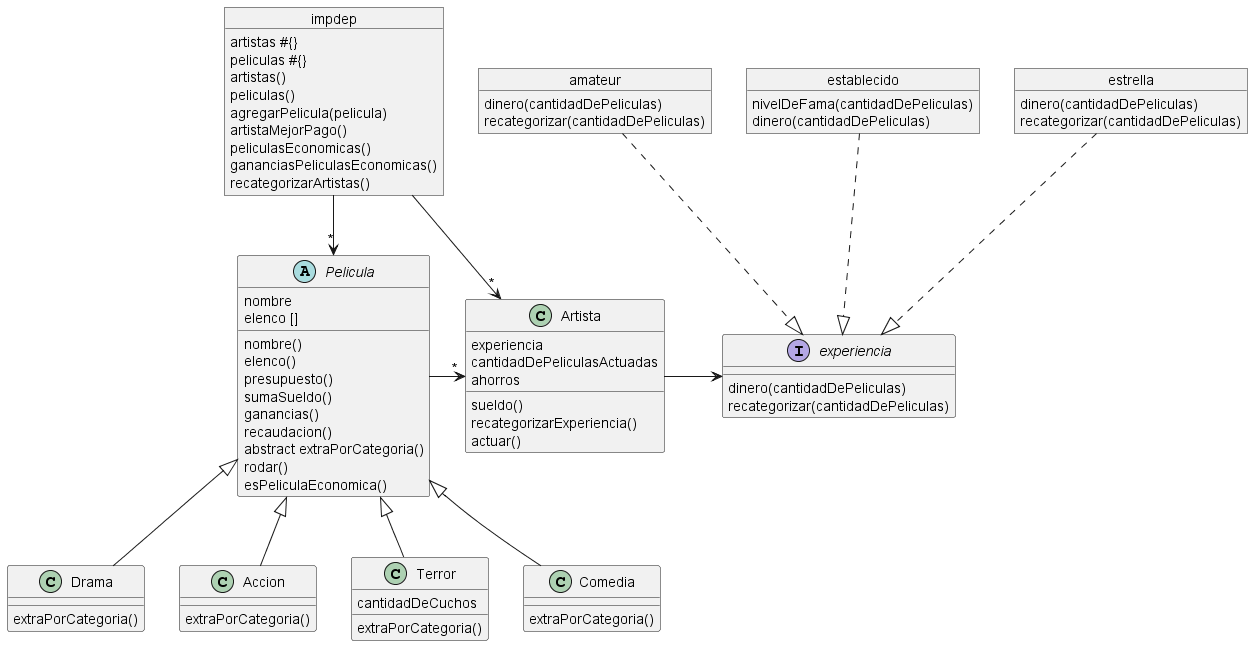 impdep
artistas #{}
peliculas #{}
artistas()
peliculas()
agregarPelicula(pelicula)
artistaMejorPago()
peliculasEconomicas()
gananciasPeliculasEconomicas()
recategorizarArtistas()
amateur
dinero(cantidadDePeliculas)
recategorizar(cantidadDePeliculas)
establecido
nivelDeFama(cantidadDePeliculas)
dinero(cantidadDePeliculas)
estrella
dinero(cantidadDePeliculas)
recategorizar(cantidadDePeliculas)
*
*
A Pelicula
nombre
elenco []
nombre()
elenco()
presupuesto()
sumaSueldo()
ganancias()
recaudacion()
abstract extraPorCategoria()
rodar()
esPeliculaEconomica()
*
C Artista
experiencia
cantidadDePeliculasActuadas
ahorros
sueldo()
recategorizarExperiencia()
actuar()
I experiencia
dinero(cantidadDePeliculas)
recategorizar(cantidadDePeliculas)
C Drama
extraPorCategoria()
C Accion
extraPorCategoria()
C Terror
cantidadDeCuchos
extraPorCategoria()
C Comedia
extraPorCategoria()